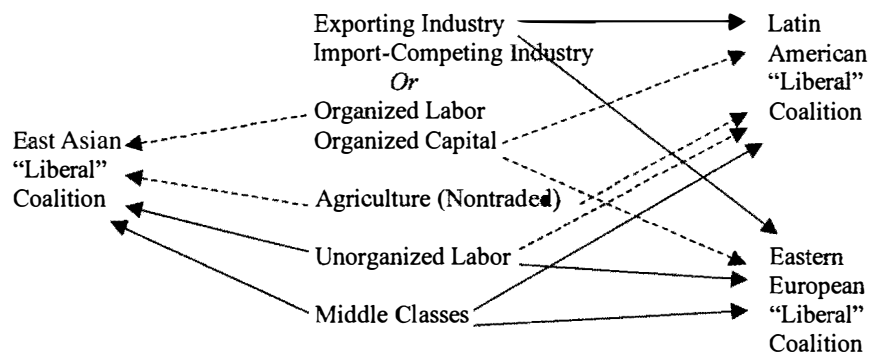 Exporting Industry
Import-Competing Industry
Or
Organized Labor
Organized Capital
Agriculture (Nontraded)
Unorganized Labor
Middle Classes
East Asian
“Liberal”
Coalition
Latin
American
“Liberal”
Coalition
Eastern
European
“Liberal”
Coalition